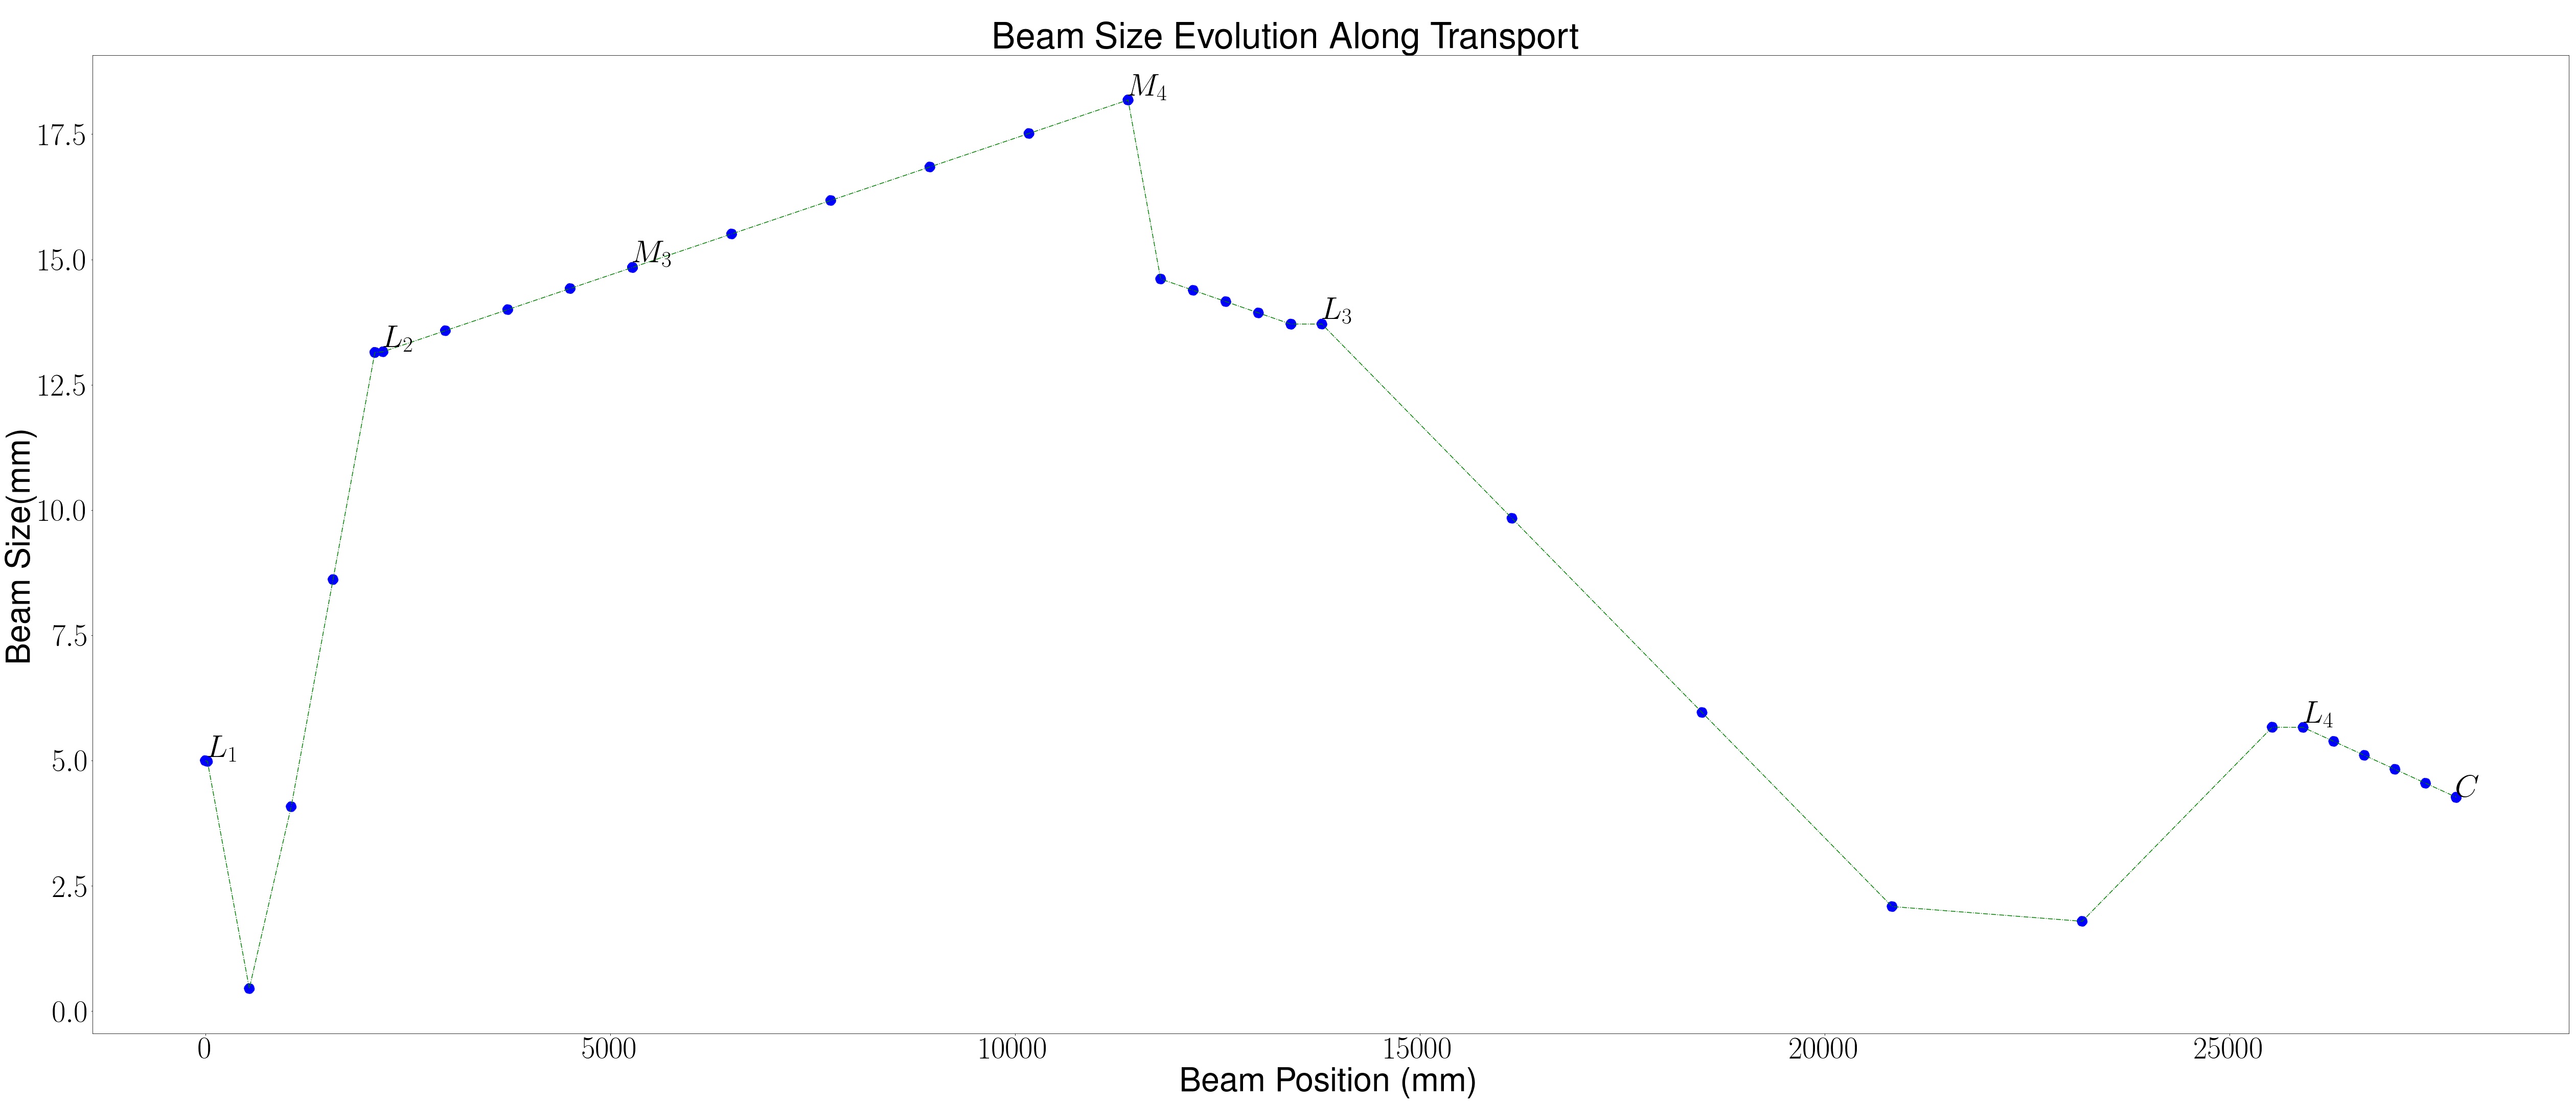 Beam Size Evolution Along Transport
Beam Size(mm)
17.5
15.0
12.5
10.0
7.5
5.0
2.5
0.0
L₁
L₂
M₃
M₄
L₃
L₄
C
0 5000 10000 15000 20000 25000
Beam Position (mm)